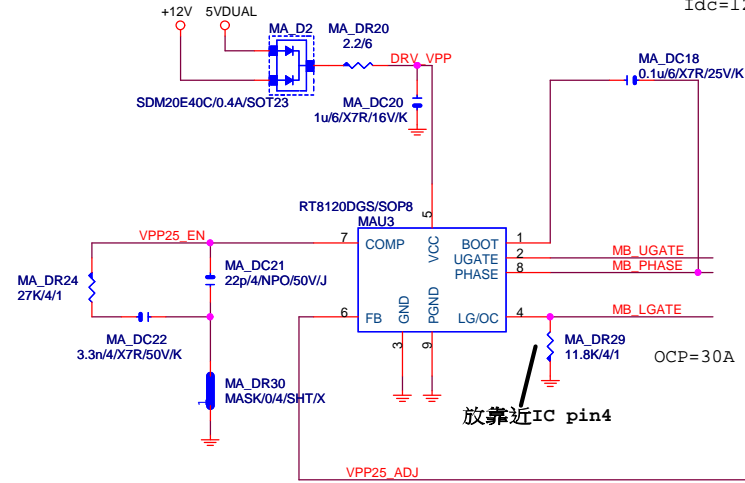 Idc=12
+12V 5VDUAL
MA_D2 MA_DR20
2.2/6
DRV_VPP
MA_DC18
0.1u/6/X7R/25V/K
SDM20E40C/0.4A/SOT23
MA_DC20
1u/6/X7R/16V/K
RT8120DGS/SOP8
MAU3
5
VPP25_EN
7 COMP VCC BOOT 1
UGATE 2 MB_UGATE
PHASE 8 MB_PHASE
MA_DR24
27K/4/1
MA_DC21
22p/4/NPO/50V/J
6 FB GND PGND LG/OC 4 MB_LGATE
MA_DC22
3.3n/4/X7R/50V/K
3 9
MA_DR29
11.8K/4/1
OCP=30A
MA_DR30
MASK/0/4/SHT/X
1
放靠近IC pin4
VPP25_ADJ